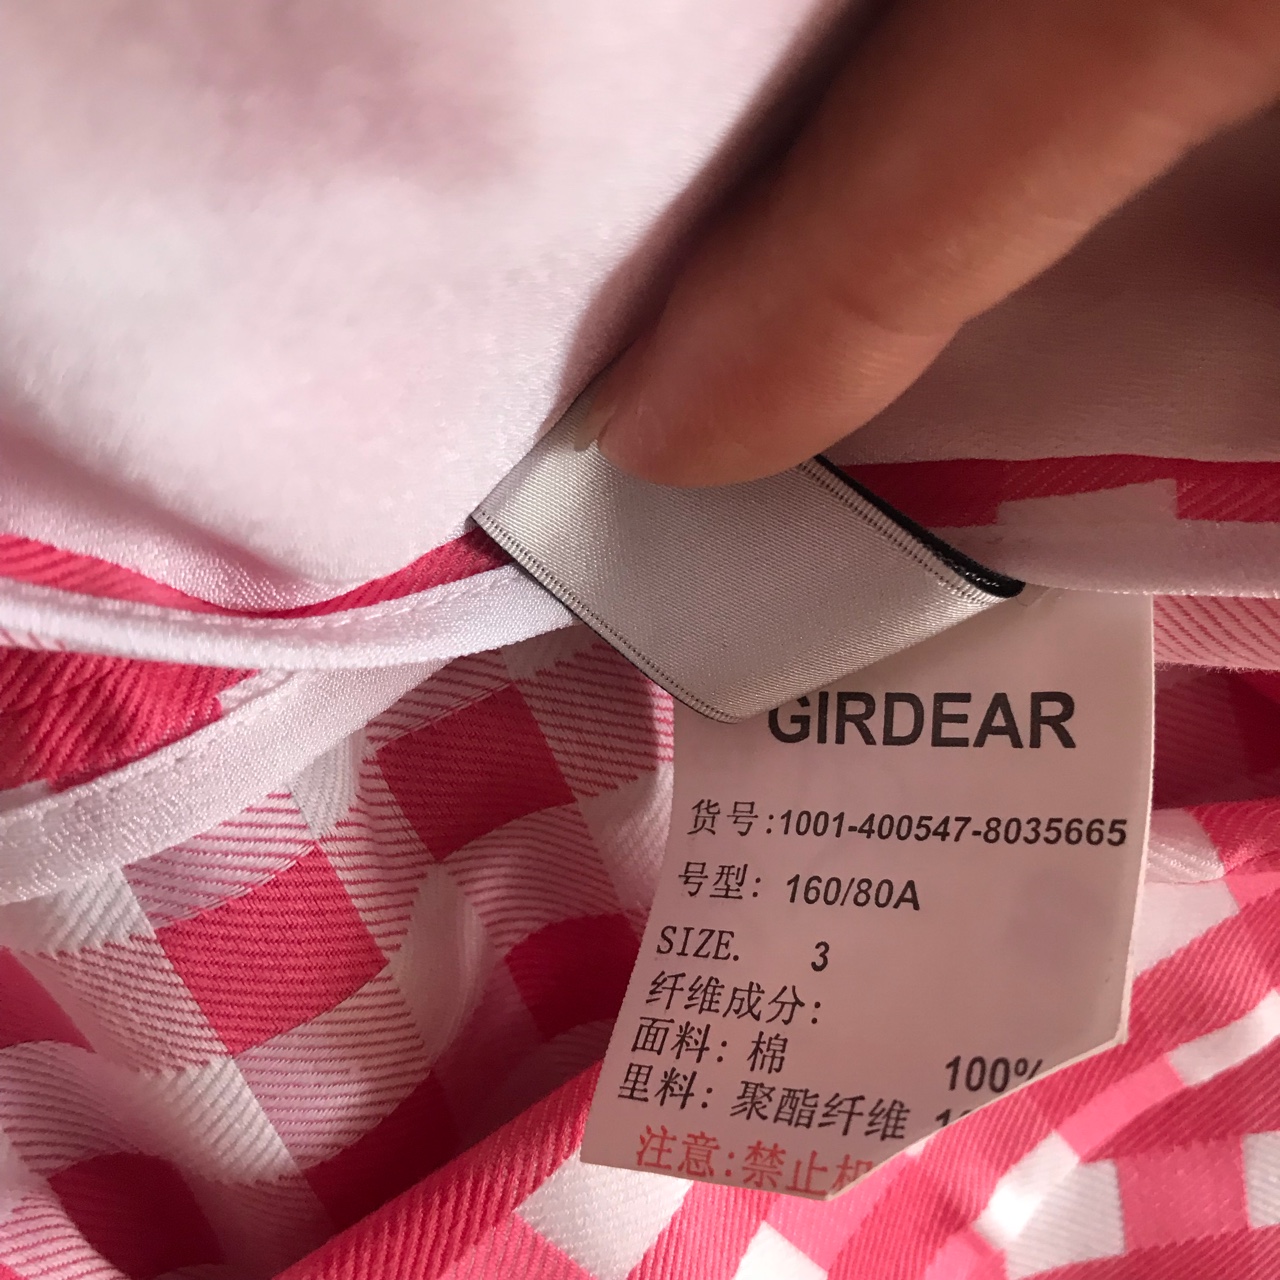 GIRDEAR
货号:1001-400547-8035665
号型: 160/80A
SIZE. 3
纤维成分:
面料: 棉 100%
里料: 聚酯纤维
注意:禁止机